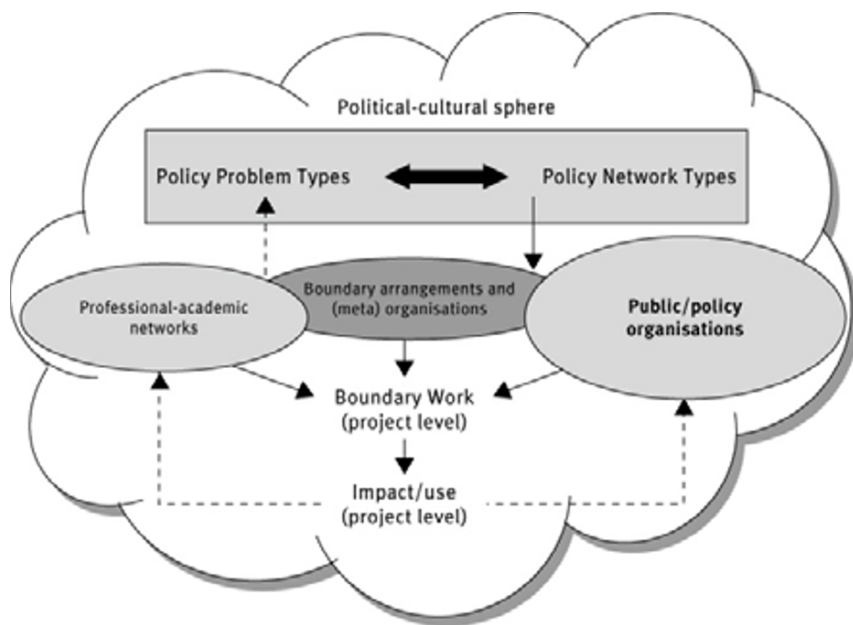 Political-cultural sphere
Policy Problem Types
Policy Network Types
Boundary arrangements and
(meta) organisations
Professional-academic
networks
Public/policy
organisations
Boundary Work
(project level)
Impact/use
(project level)